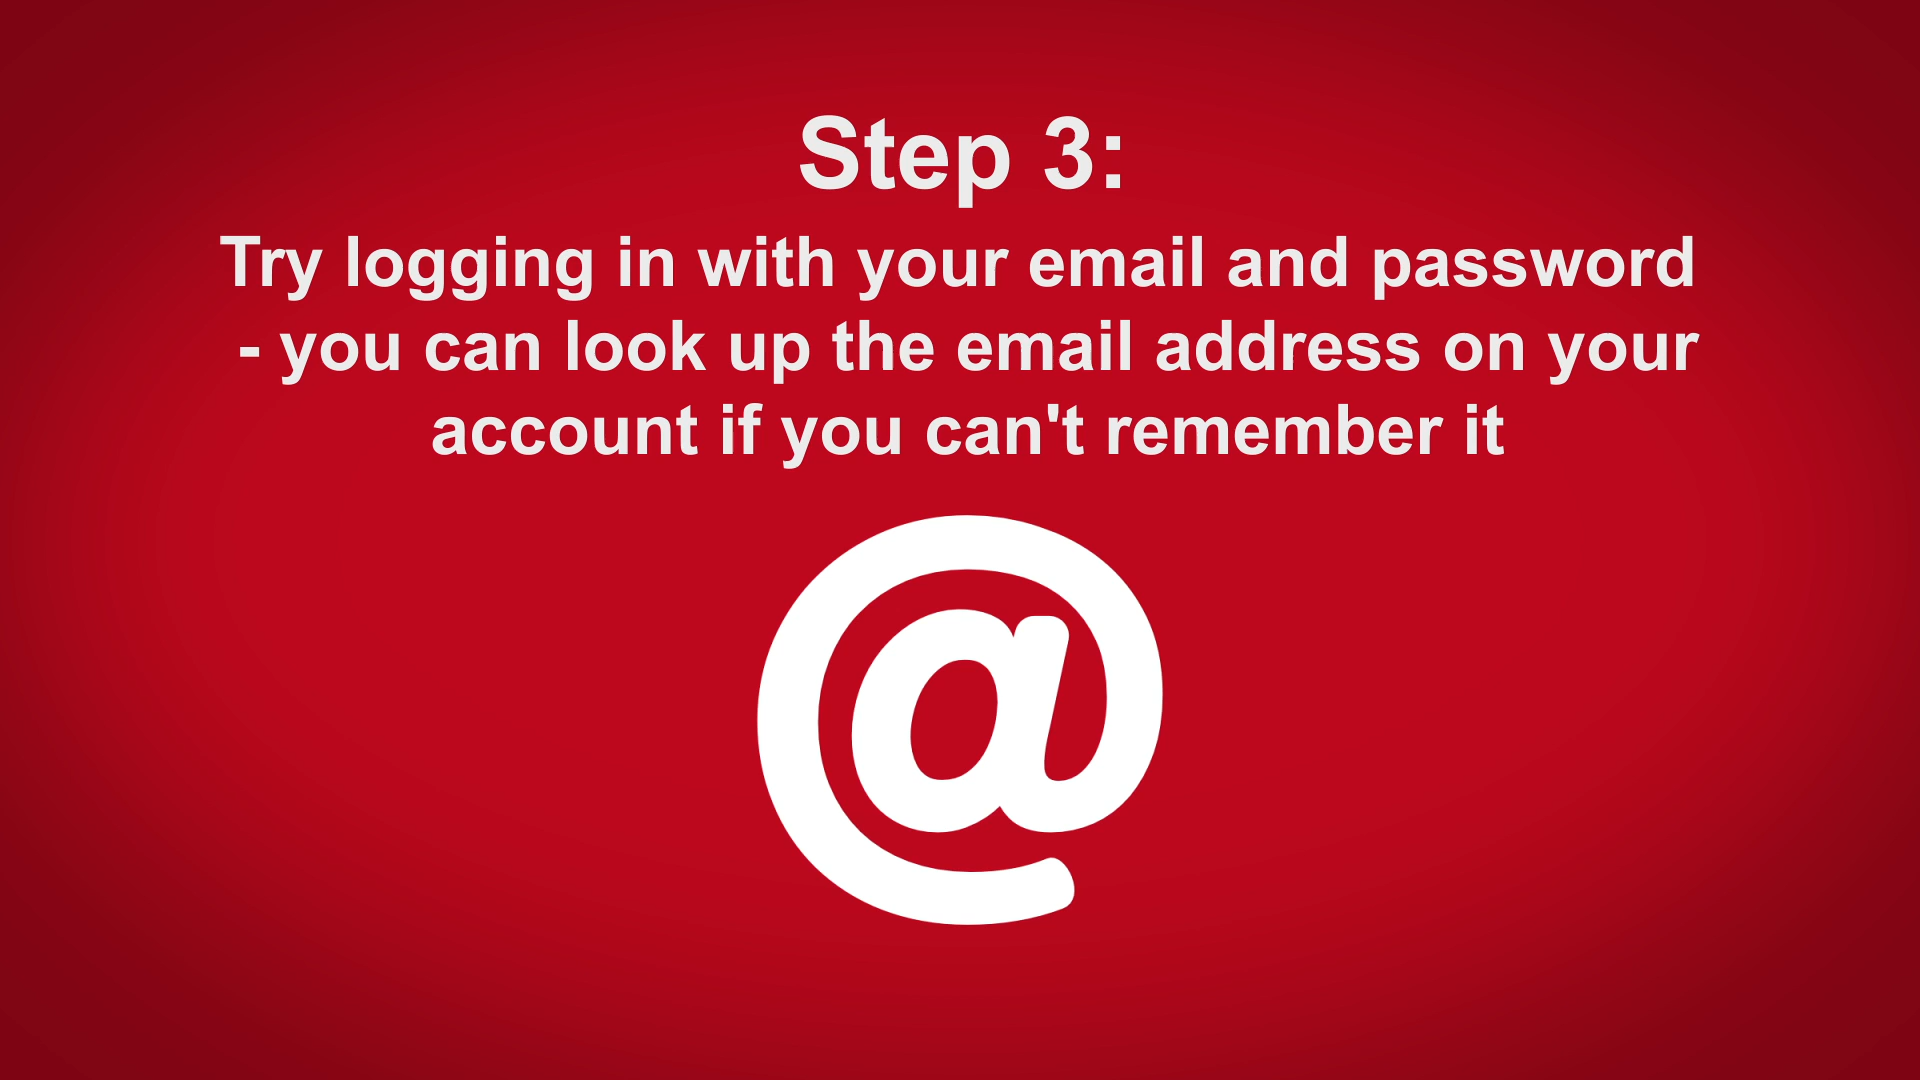 Step 3:
Try logging in with your email and password
- you can look up the email address on your
account if you can't remember it
@